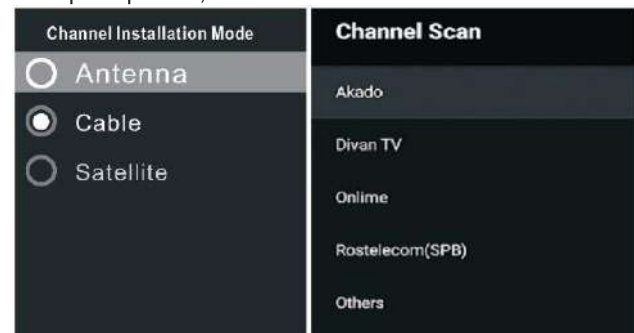 Channel Installation Mode
Antenna
Cable
Satellite
Channel Scan
Akado
Divan TV
Onlime
Rostelecom(SPB)
Others